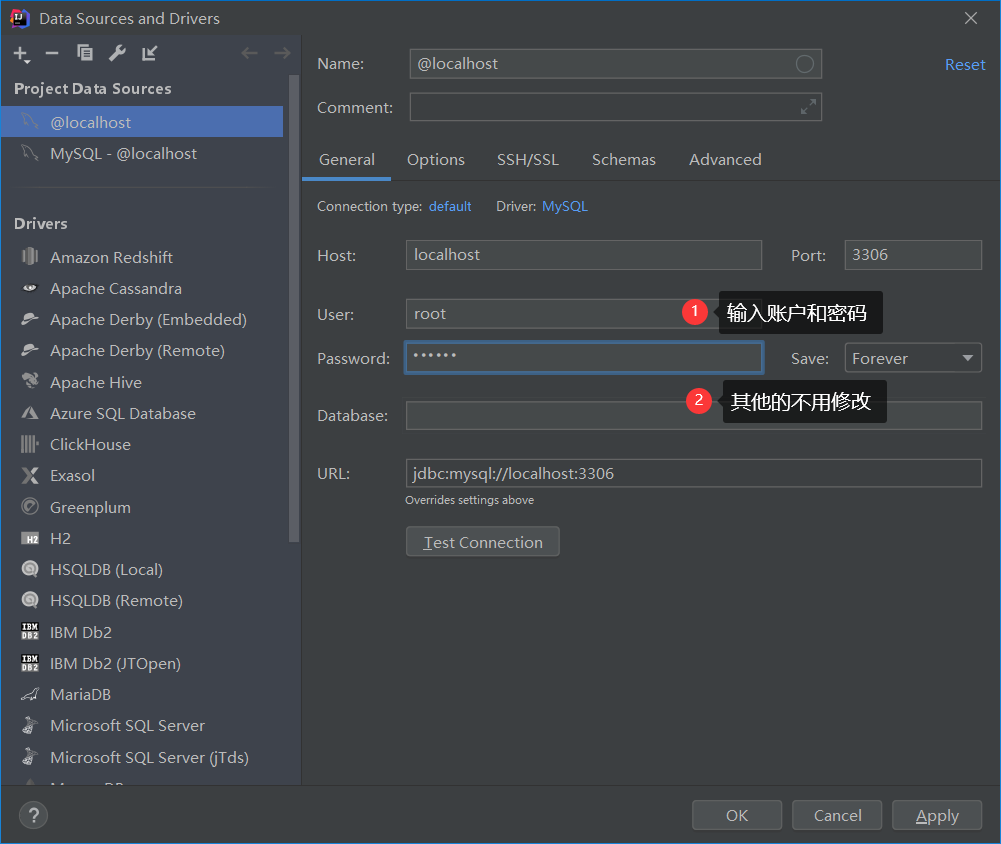 Data Sources and Drivers
Project Data Sources
@localhost
MySQL - @localhost
Drivers
Amazon Redshift
Apache Cassandra
Apache Derby (Embedded)
Apache Derby (Remote)
Apache Hive
Azure SQL Database
ClickHouse
Exasol
Greenplum
H2
HSQLDB (Local)
HSQLDB (Remote)
IBM Db2
IBM Db2 (JTOpen)
MariaDB
Microsoft SQL Server
Microsoft SQL Server (jTds)
Name: @localhost Reset
Comment:
General Options SSH/SSL Schemas Advanced
Connection type: default Driver: MySQL
Host: localhost Port: 3306
User: root 1 输入账户和密码
Password: •••••• Save: Forever
2 其他的不用修改
Database:
URL: jdbc:mysql://localhost:3306
Overrides settings above
Test Connection
? OK Cancel Apply